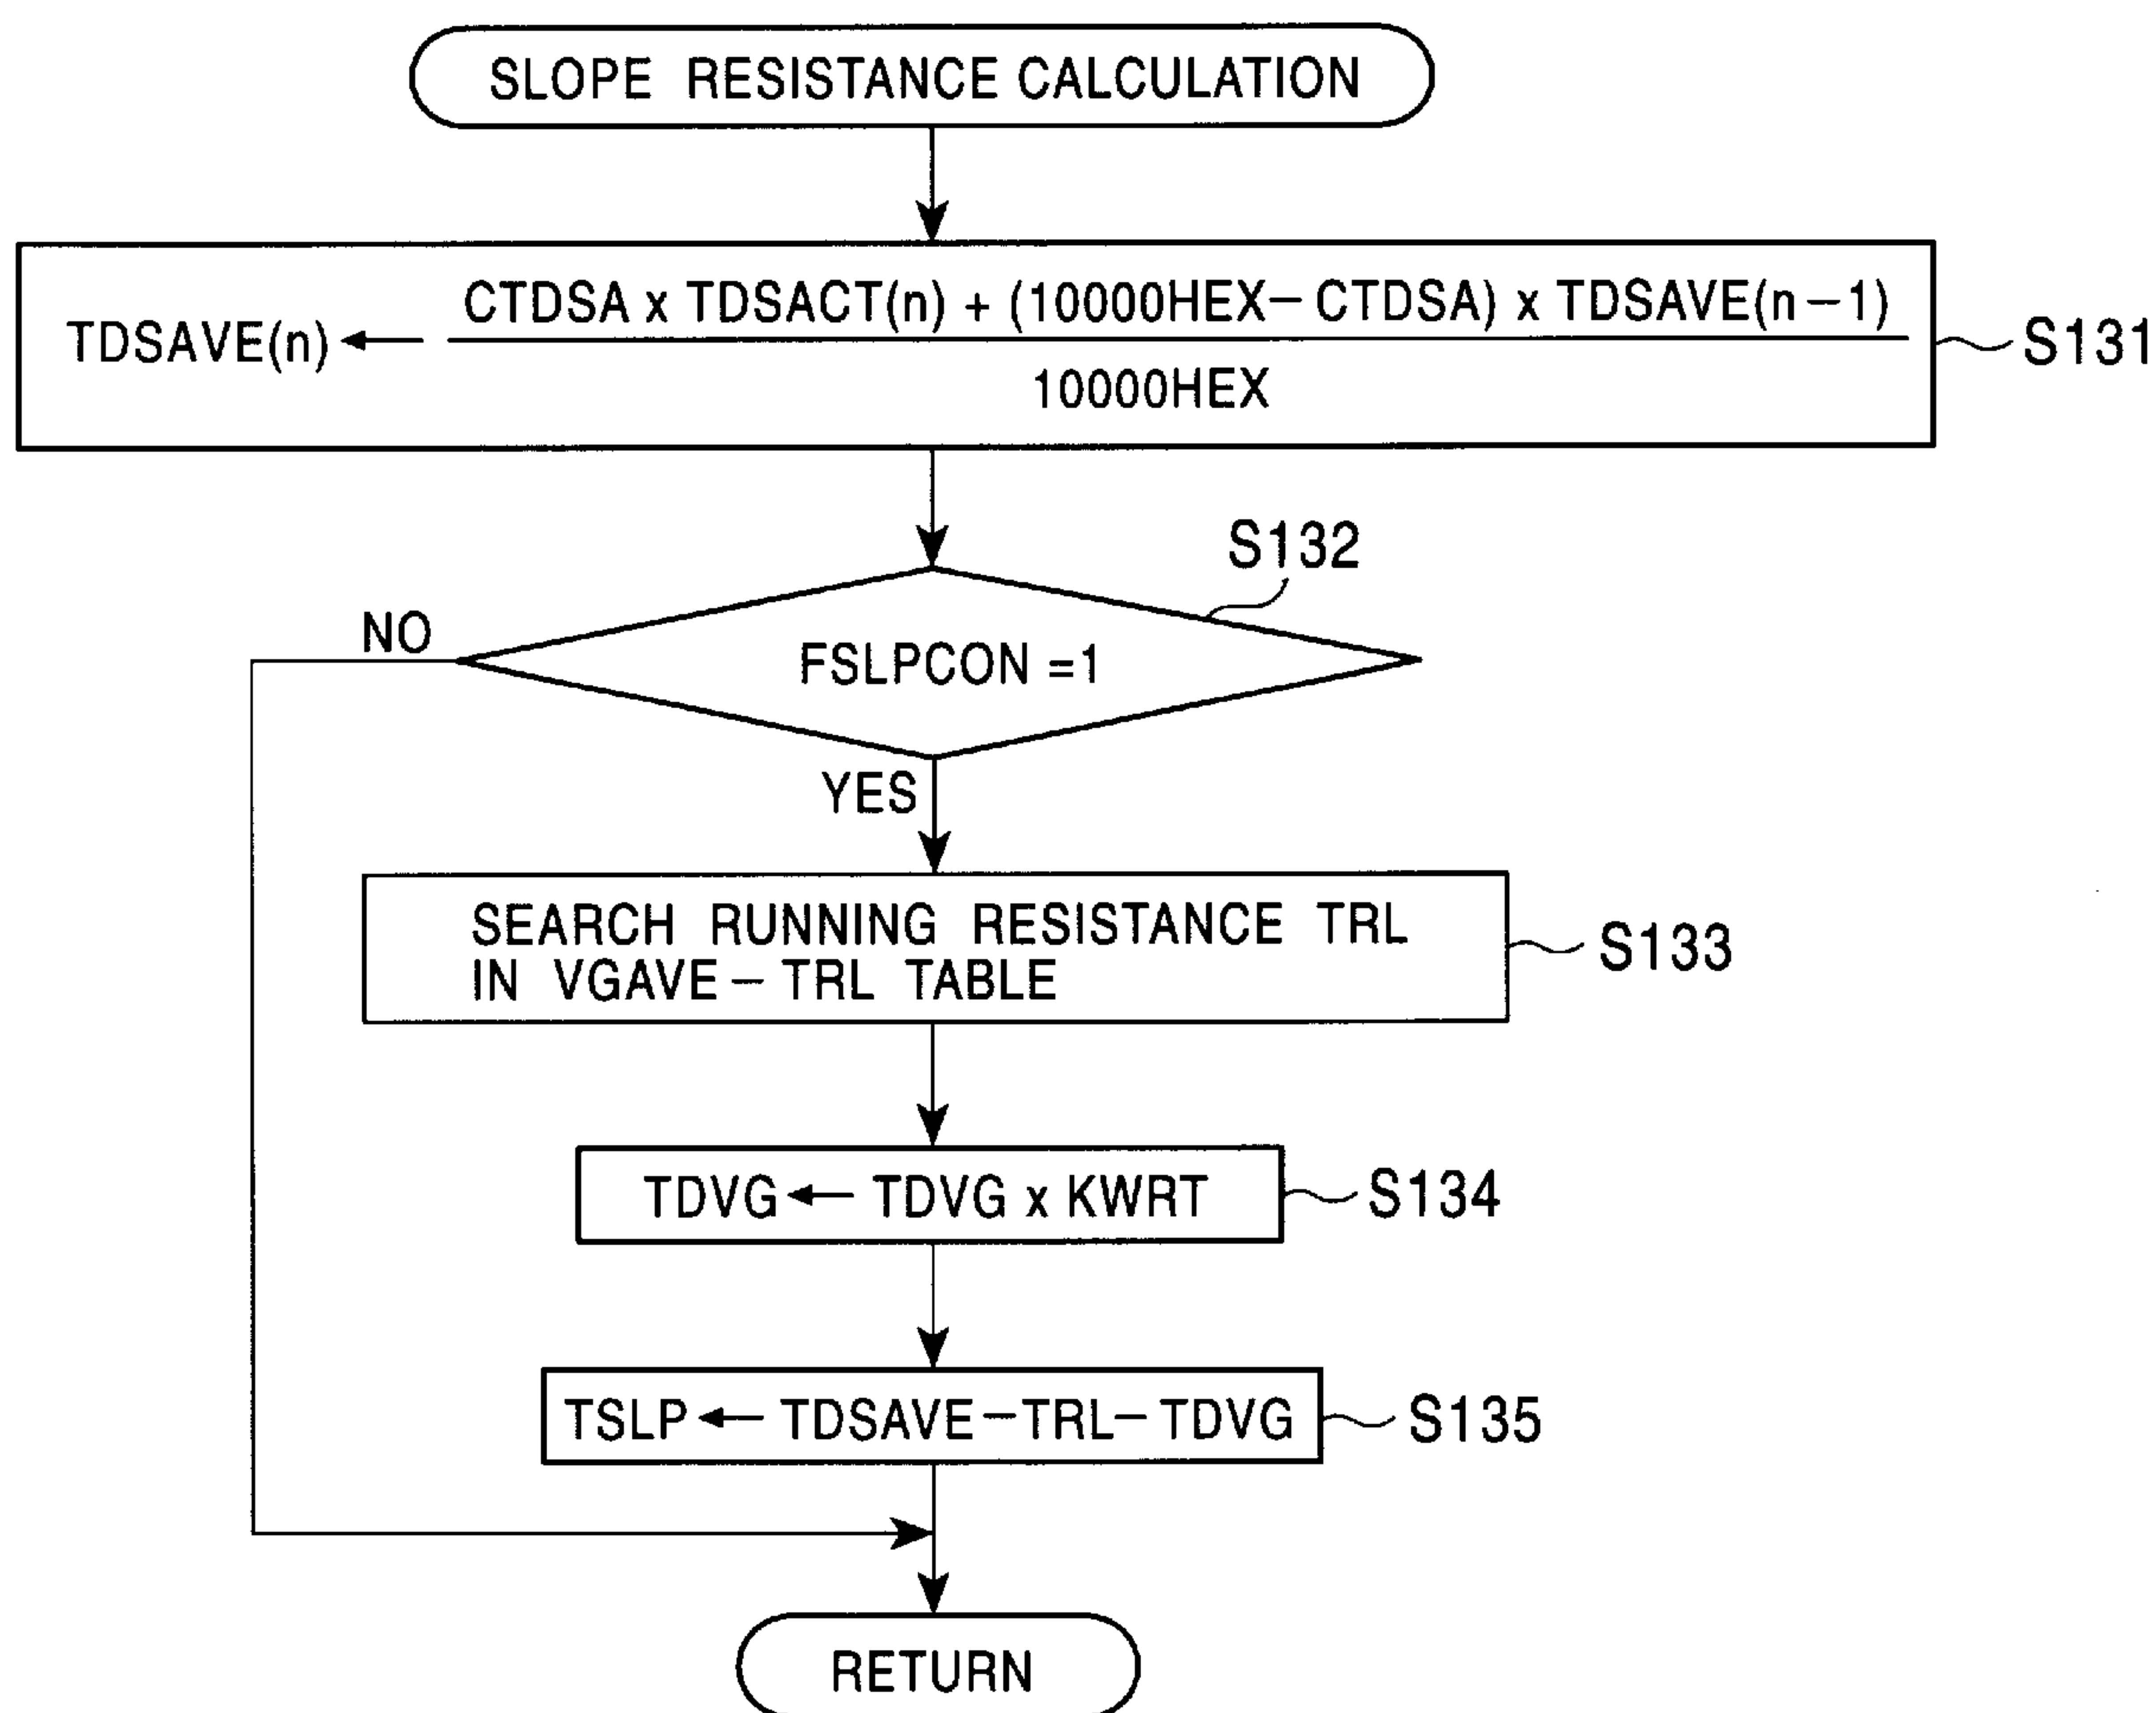 SLOPE RESISTANCE CALCULATION
CTDSA x TDSACT(n) + (10000HEX－CTDSA) x TDSAVE(n－1)
TDSAVE(n) ←
10000HEX
S131
S132
NO
FSLPCON =1
YES
SEARCH RUNNING RESISTANCE TRL
IN VGAVE－TRL TABLE
S133
TDVG ← TDVG x KWRT
S134
TSLP ← TDSAVE－TRL－TDVG
S135
RETURN